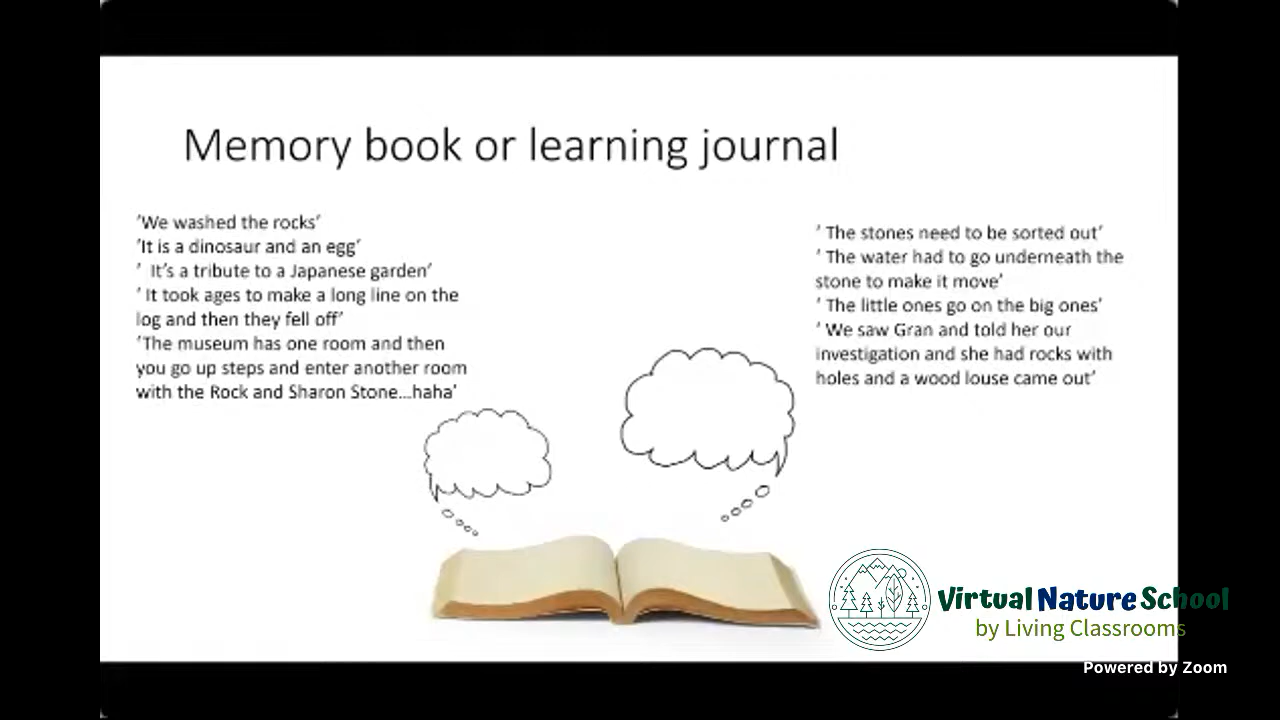 Memory book or learning journal
'We washed the rocks'
'It is a dinosaur and an egg'
' It's a tribute to a Japanese garden'
' It took ages to make a long line on the
log and then they fell off'
'The museum has one room and then
you go up steps and enter another room
with the Rock and Sharon Stone...haha'
' The stones need to be sorted out'
' The water had to go underneath the
stone to make it move'
' The little ones go on the big ones'
' We saw Gran and told her our
investigation and she had rocks with
holes and a wood louse came out'
Virtual Nature School
by Living Classrooms
Powered by Zoom